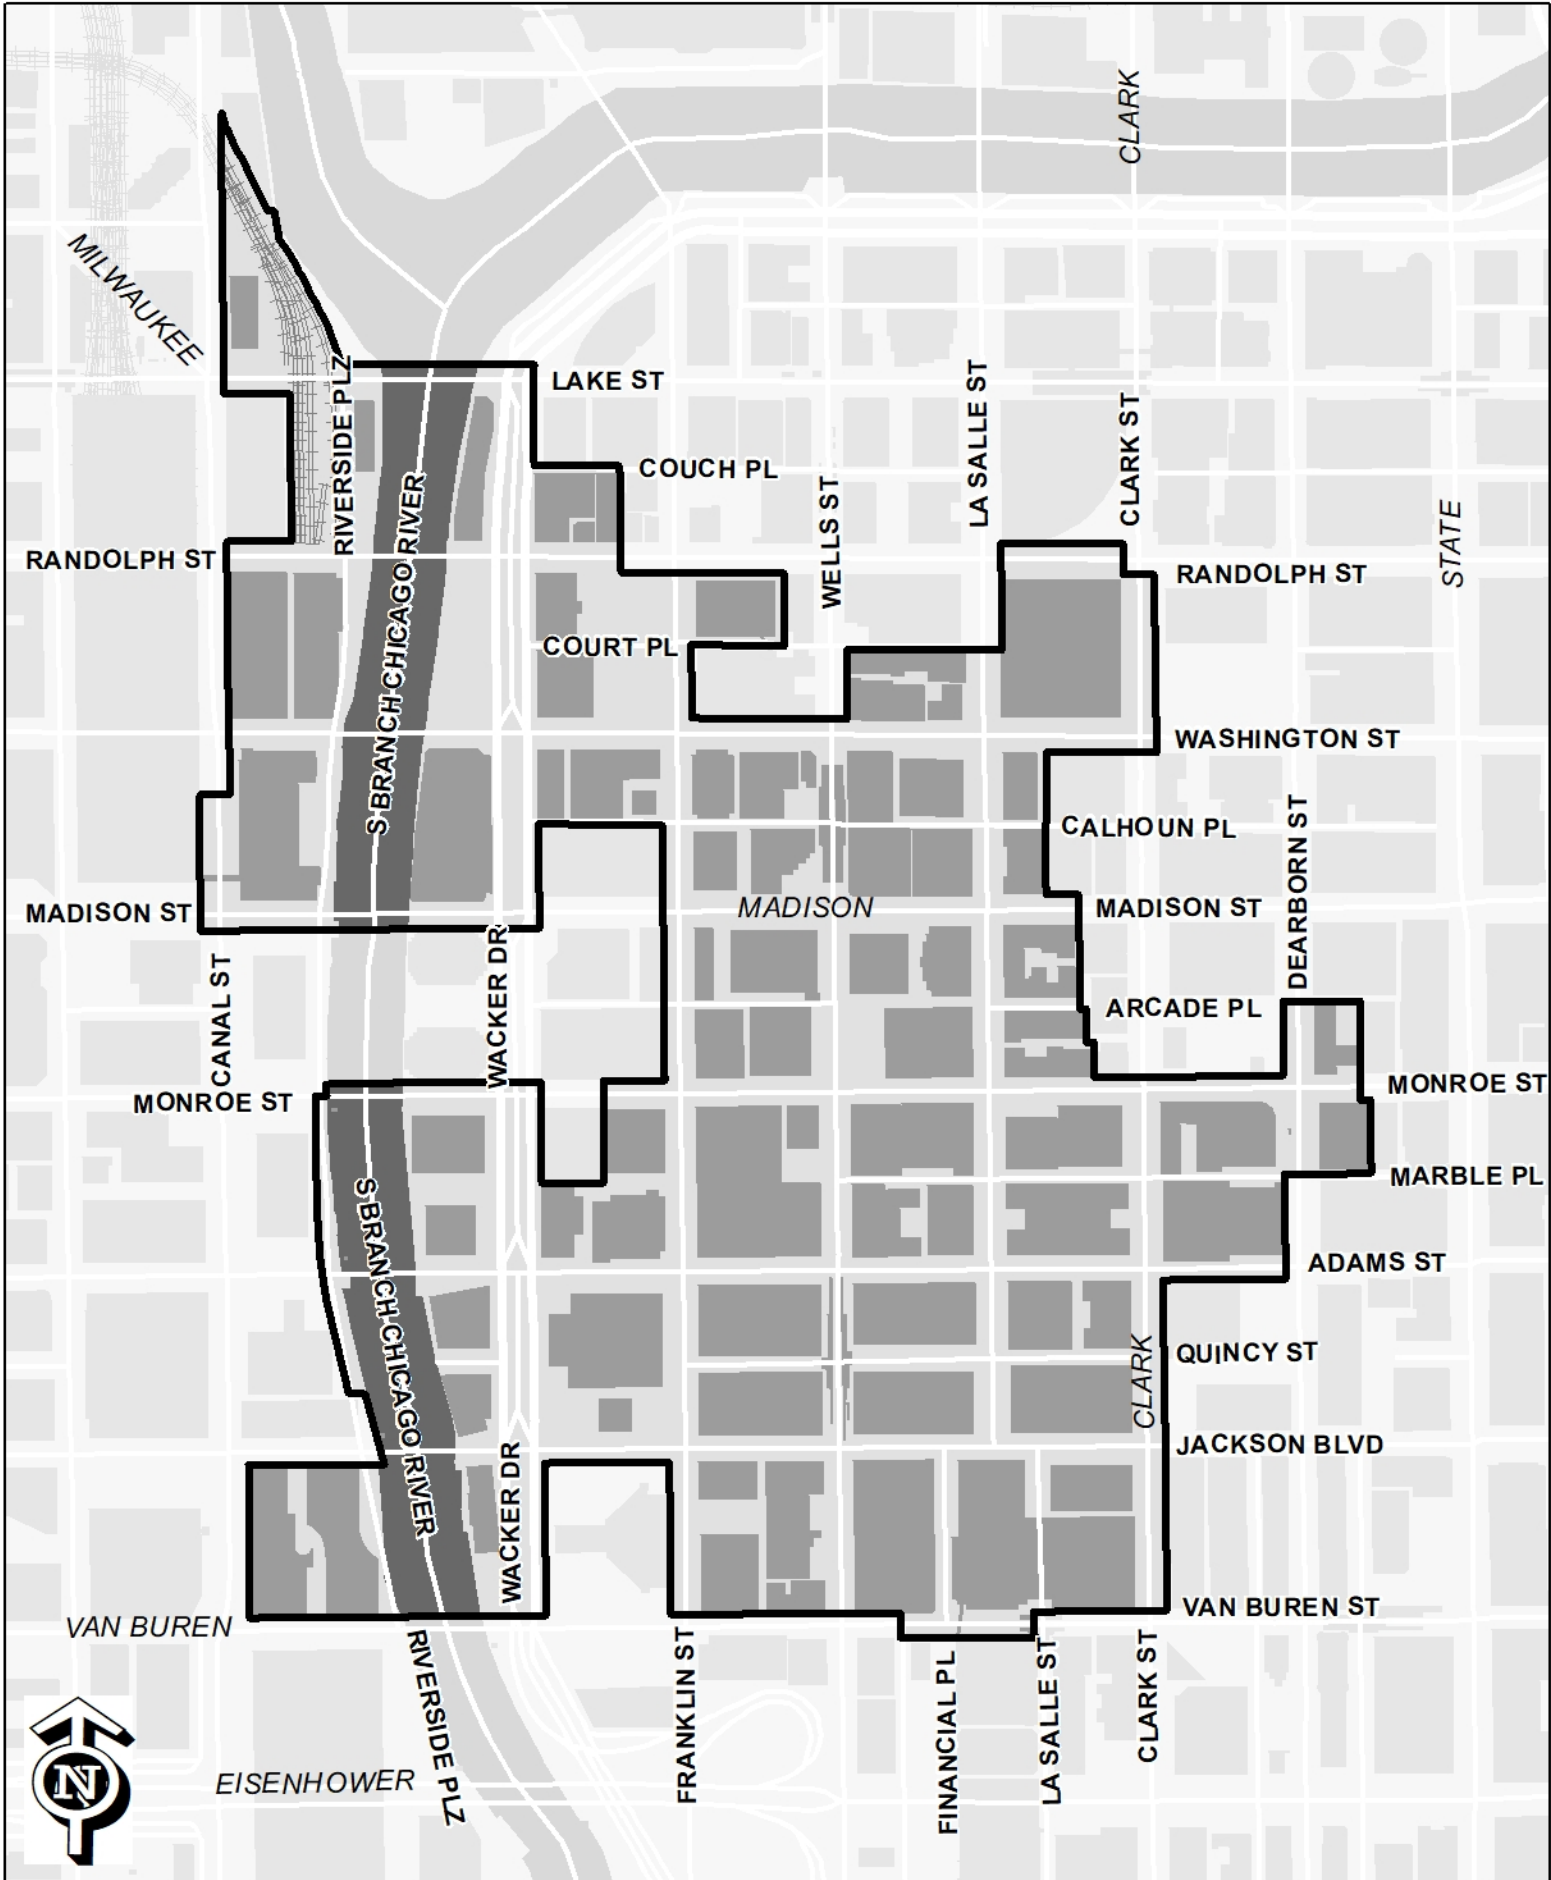 CLARK
MILWAUKEE
RIVERSIDE PLZ
LAKE ST
LA SALLE ST
CLARK ST
COUCH PL
WELLS ST
S BRANCH CHICAGO RIVER
STATE
RANDOLPH ST
RANDOLPH ST
COURT PL
WASHINGTON ST
CALHOUN PL
DEARBORN ST
MADISON ST
MADISON
MADISON ST
CANAL ST
WACKER DR
ARCADE PL
MONROE ST
MONROE ST
MARBLE PL
S BRANCH CHICAGO RIVER
ADAMS ST
CLARK
QUINCY ST
JACKSON BLVD
WACKER DR
VAN BUREN
VAN BUREN ST
RIVERSIDE PLZ
FRANKLIN ST
FINANCIAL PL
LA SALLE ST
CLARK ST
EISENHOWER
N